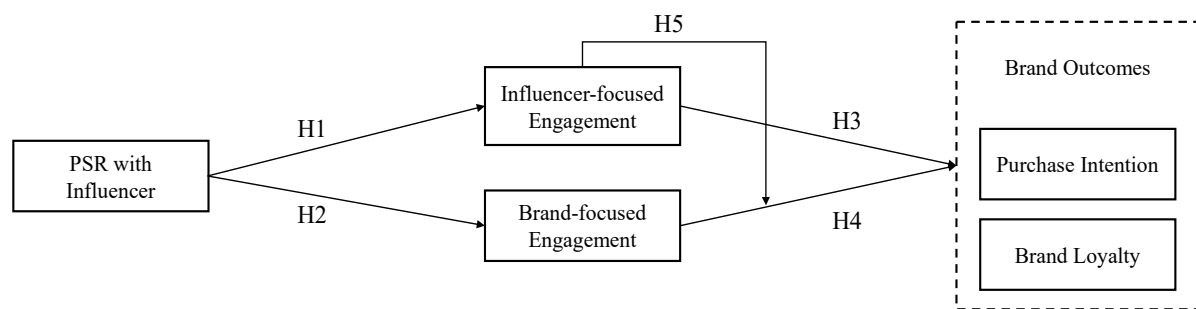 H5
Brand Outcomes
Influencer-focused
Engagement
H1
H3
PSR with
Influencer
Purchase Intention
H2
Brand-focused
Engagement
H4
Brand Loyalty